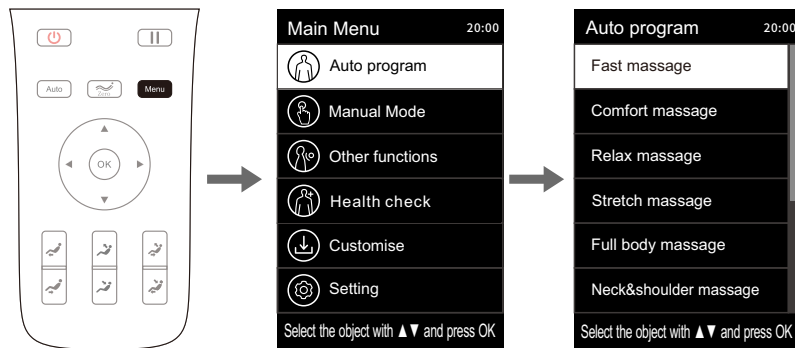 Auto
Zero
Menu
OK
Main Menu 20:00
Auto program
Manual Mode
Other functions
Health check
Customise
Setting
Select the object with ▲▼ and press OK
Auto program 20:00
Fast massage
Comfort massage
Relax massage
Stretch massage
Full body massage
Neck&shoulder massage
Select the object with ▲▼ and press OK